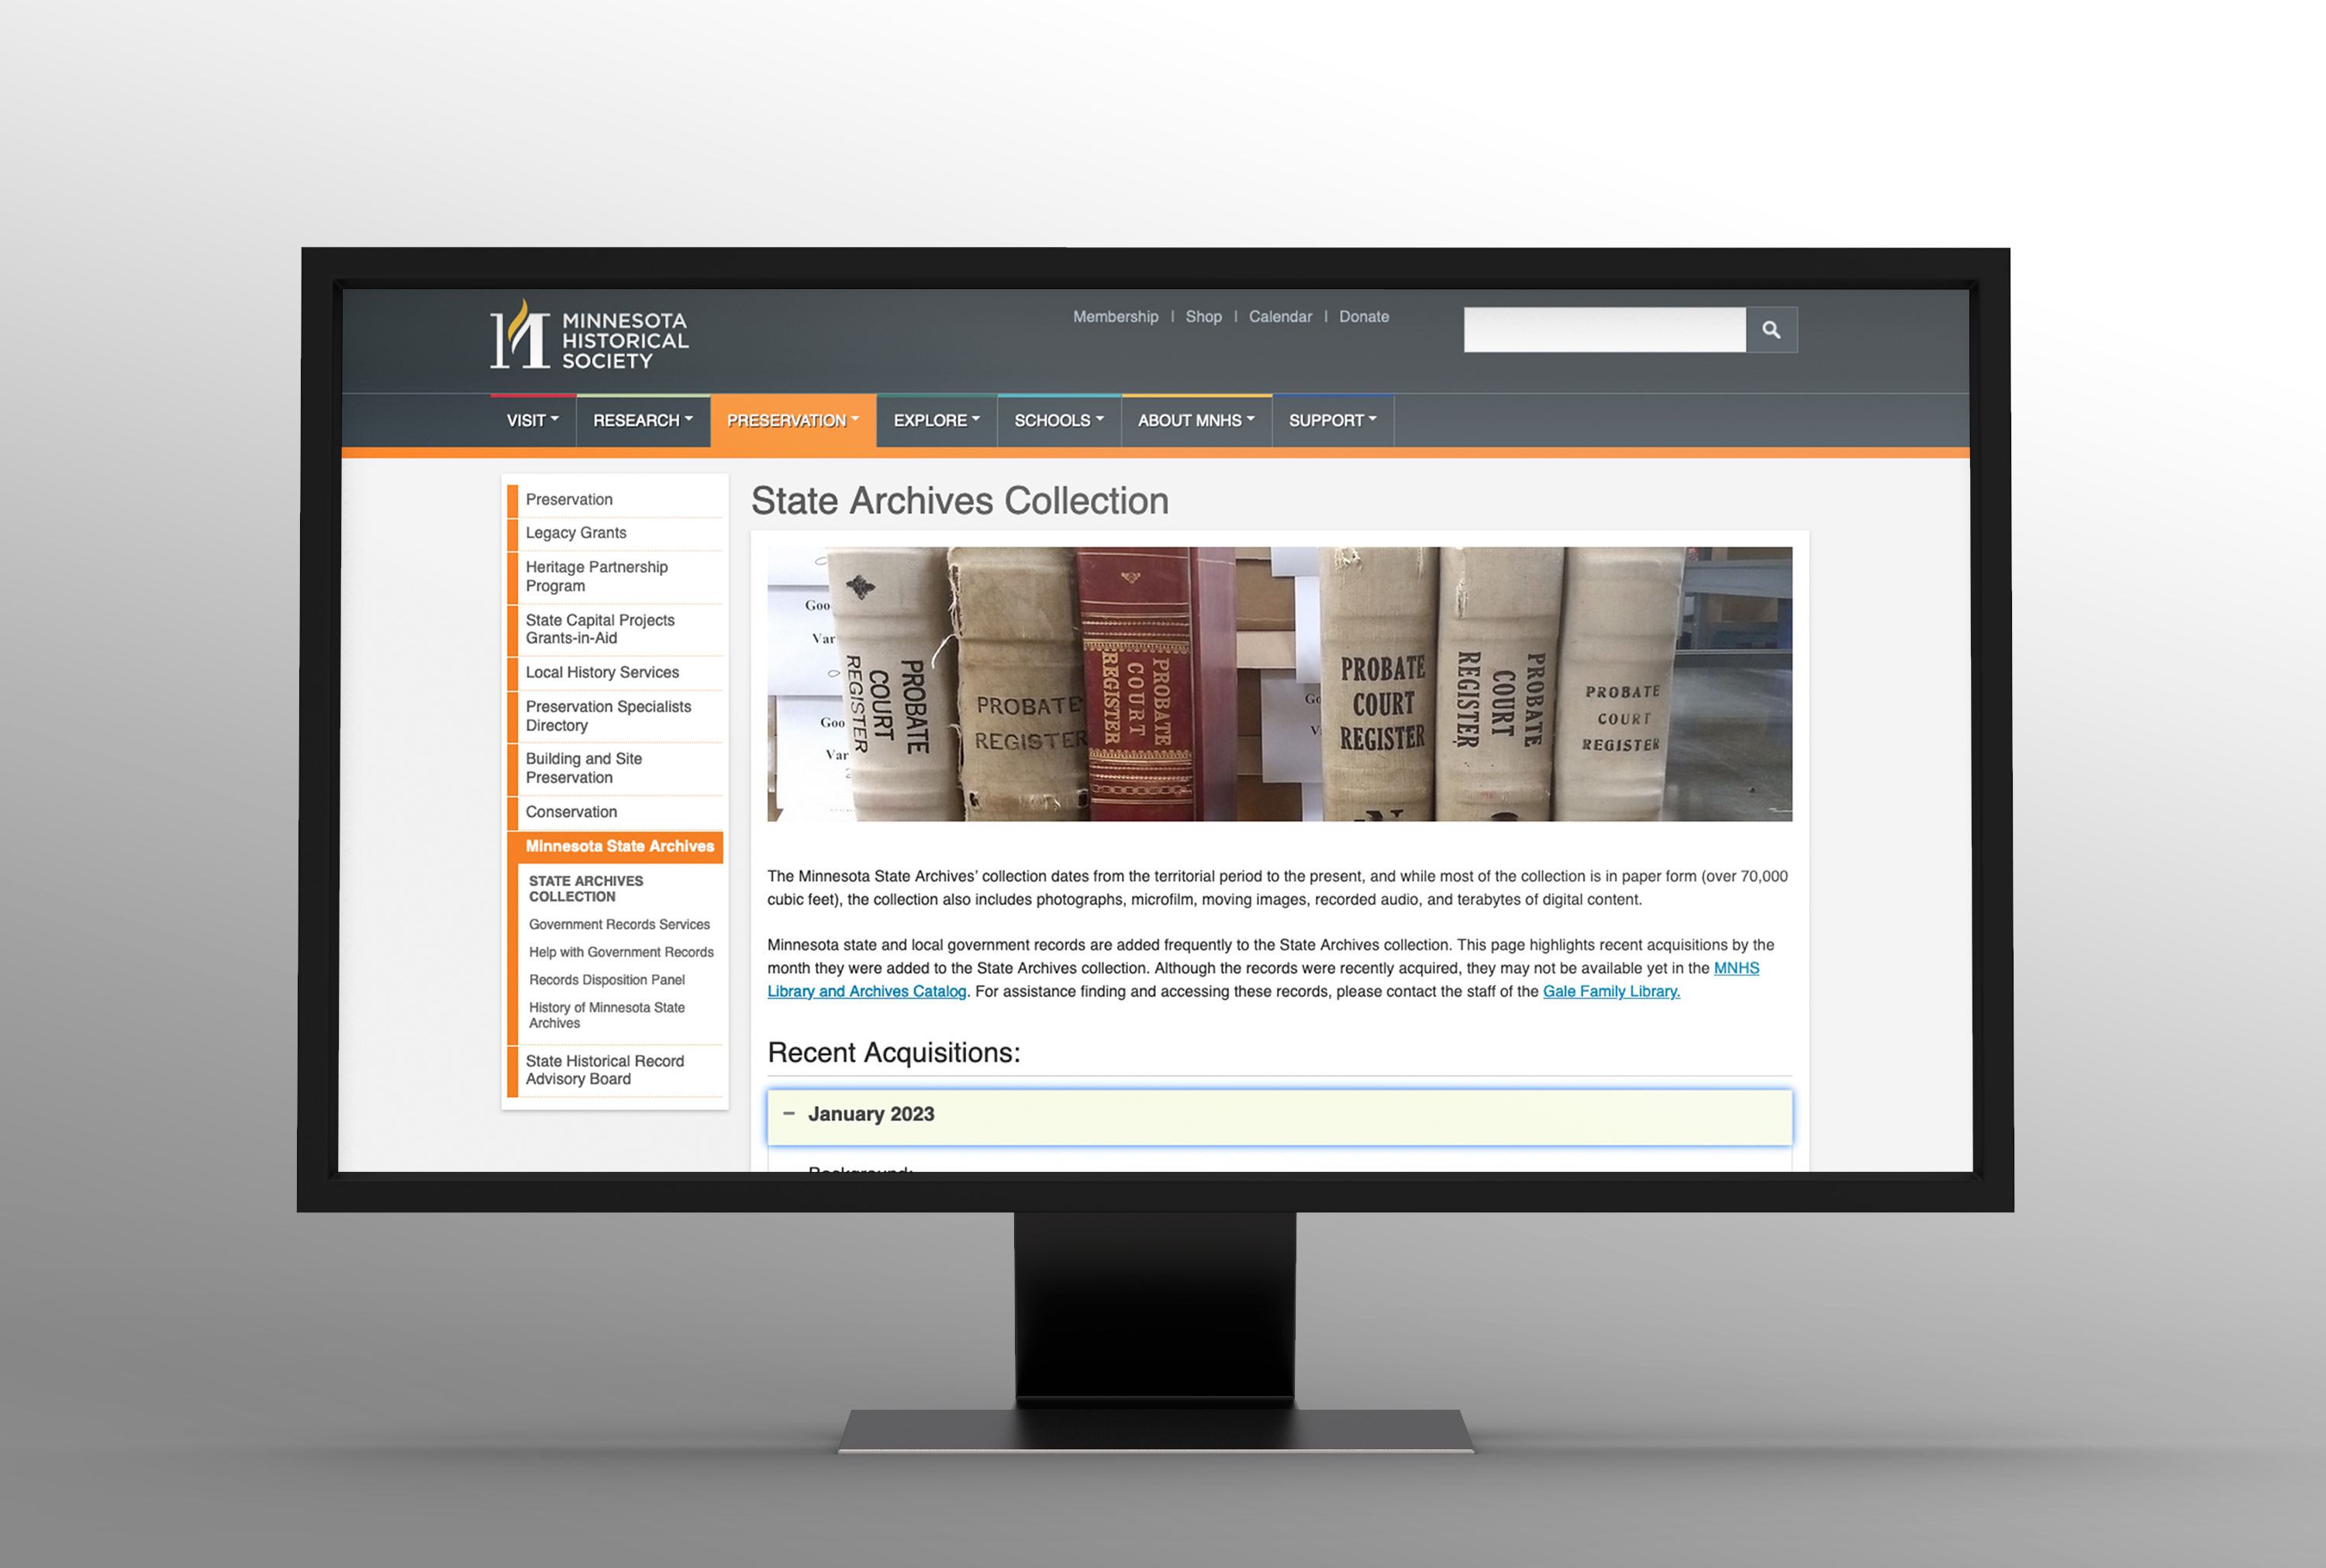 MINNESOTA
HISTORICAL
SOCIETY
Membership | Shop | Calendar | Donate
VISIT RESEARCH PRESERVATION EXPLORE SCHOOLS ABOUT MNHS SUPPORT
Preservation
Legacy Grants
Heritage Partnership
Program
State Capital Projects
Grants-in-Aid
Local History Services
Preservation Specialists
Directory
Building and Site
Preservation
Conservation
Minnesota State Archives
STATE ARCHIVES
COLLECTION
Government Records Services
Help with Government Records
Records Disposition Panel
History of Minnesota State
Archives
State Historical Record
Advisory Board
State Archives Collection
Goo
Var
Goo
Var
PROBATE
COURT
REGISTER
PROBATE
REGISTER
PROBATE
COURT
REGISTER
PROBATE
COURT
REGISTER
PROBATE
COURT
REGISTER
PROBATE
COURT
REGISTER
The Minnesota State Archives' collection dates from the territorial period to the present, and while most of the collection is in paper form (over 70,000
cubic feet), the collection also includes photographs, microfilm, moving images, recorded audio, and terabytes of digital content.
Minnesota state and local government records are added frequently to the State Archives collection. This page highlights recent acquisitions by the
month they were added to the State Archives collection. Although the records were recently acquired, they may not be available yet in the MNHS
Library and Archives Catalog. For assistance finding and accessing these records, please contact the staff of the Gale Family Library.
Recent Acquisitions:
− January 2023
Background: